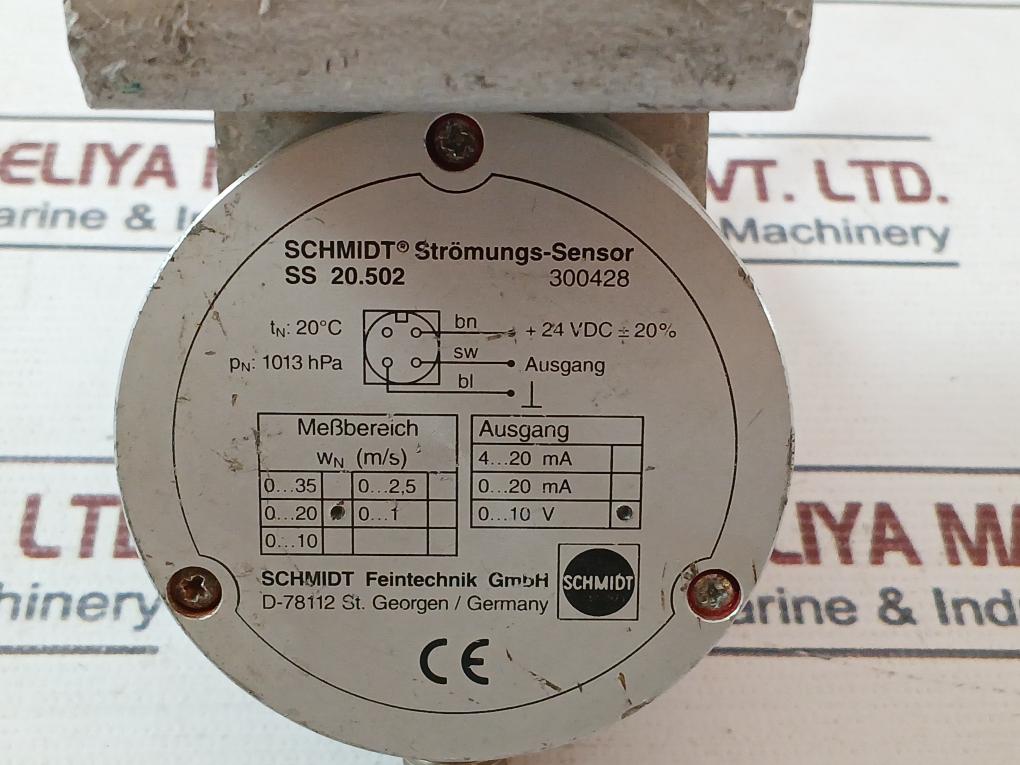 ELIYA M VT. LTD.
arine & In Machinery
SCHMIDT® Strömungs-Sensor
SS 20.502 300428
tN: 20°C bn + 24 VDC ± 20%
pN: 1013 hPa sw Ausgang
bl
Meßbereich
wN (m/s)
0...35 0...2,5
0...20 0...1
0...10
Ausgang
4...20 mA
0...20 mA
0...10 V
SCHMIDT Feintechnik GmbH
D-78112 St. Georgen / Germany
SCHMIDT
CE
LTD ELIYA MA
hinery arine & Indu